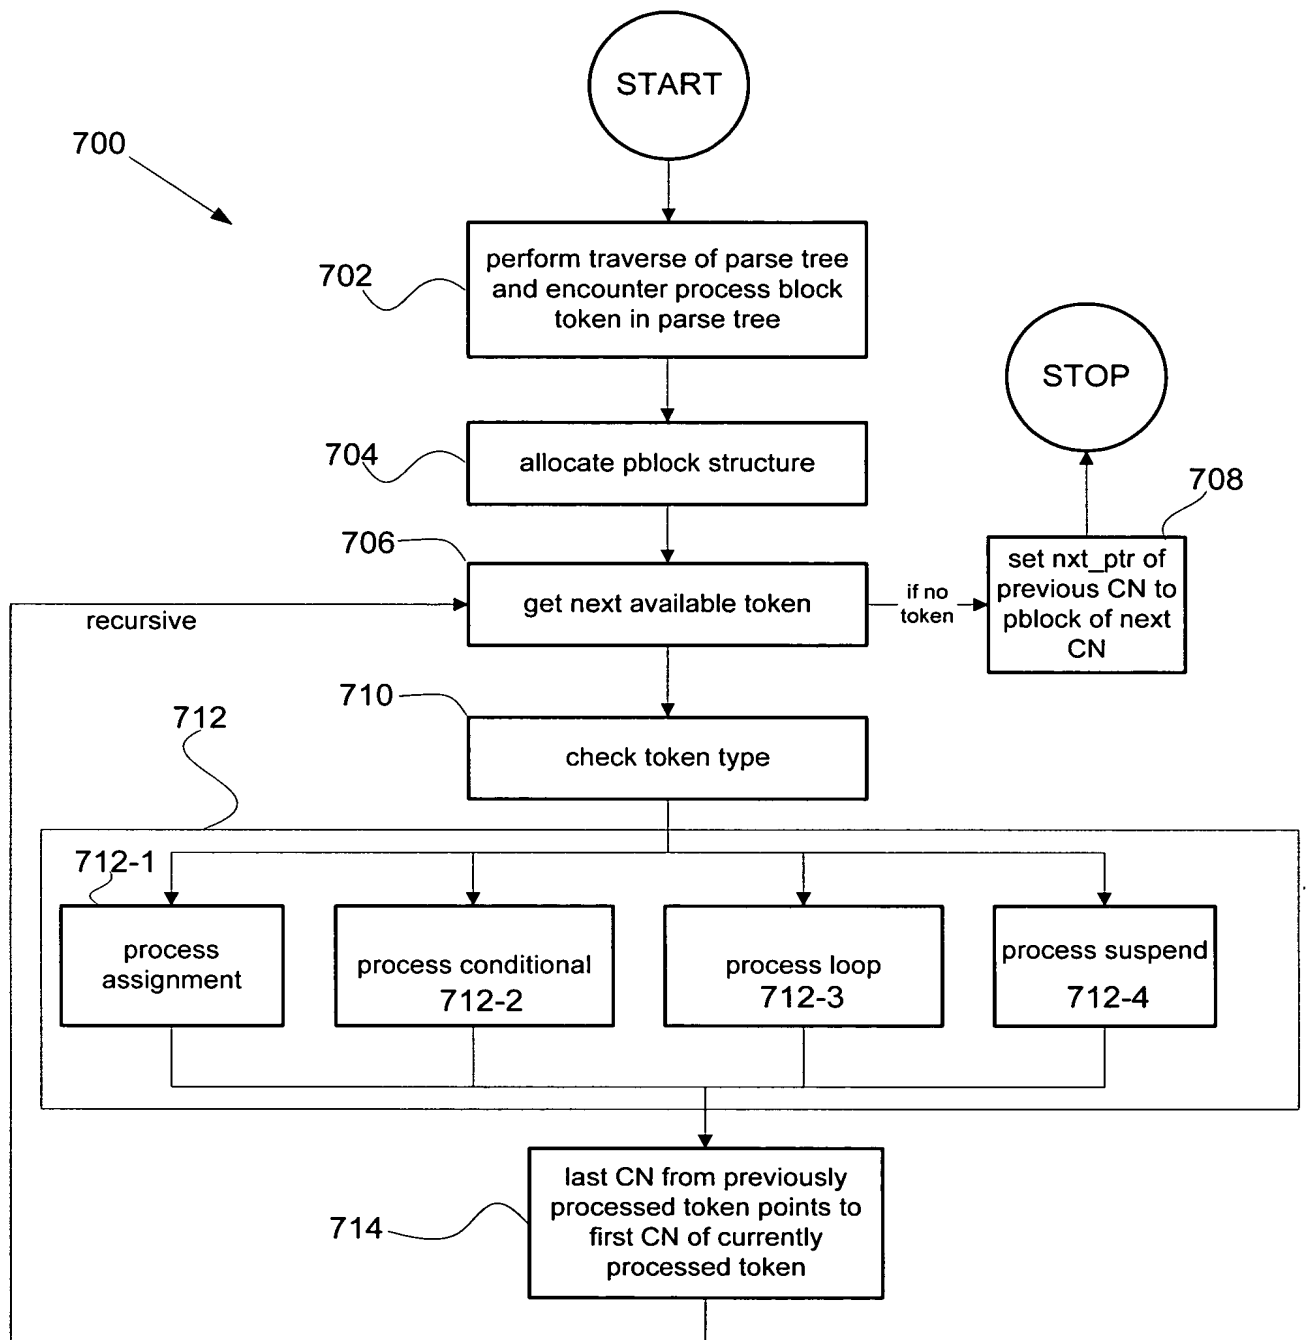 START
700
702
perform traverse of parse tree
and encounter process block
token in parse tree
STOP
704
allocate pblock structure
708
706
get next available token
if no
token
set nxt_ptr of
previous CN to
pblock of next
CN
recursive
710
check token type
712
712-1
process
assignment
process conditional
712-2
process loop
712-3
process suspend
712-4
714
last CN from previously
processed token points to
first CN of currently
processed token